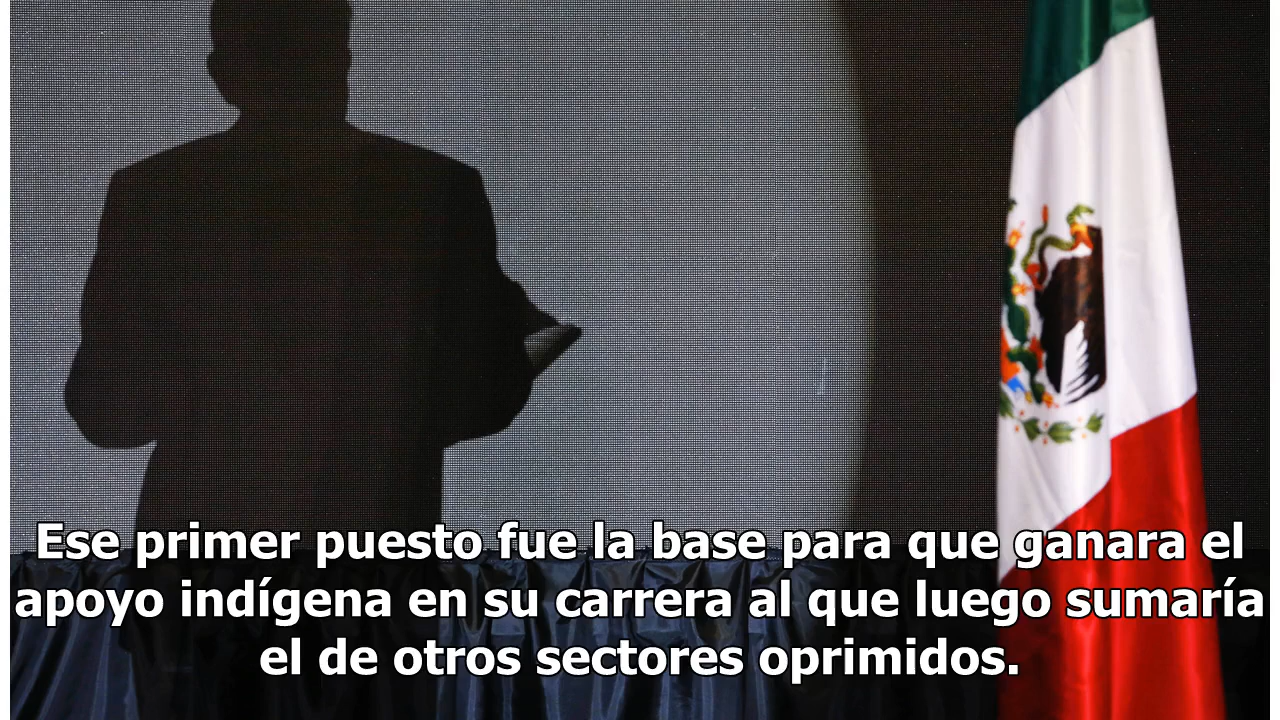 Ese primer puesto fue la base para que ganara el
apoyo indígena en su carrera al que luego sumaría
el de otros sectores oprimidos.